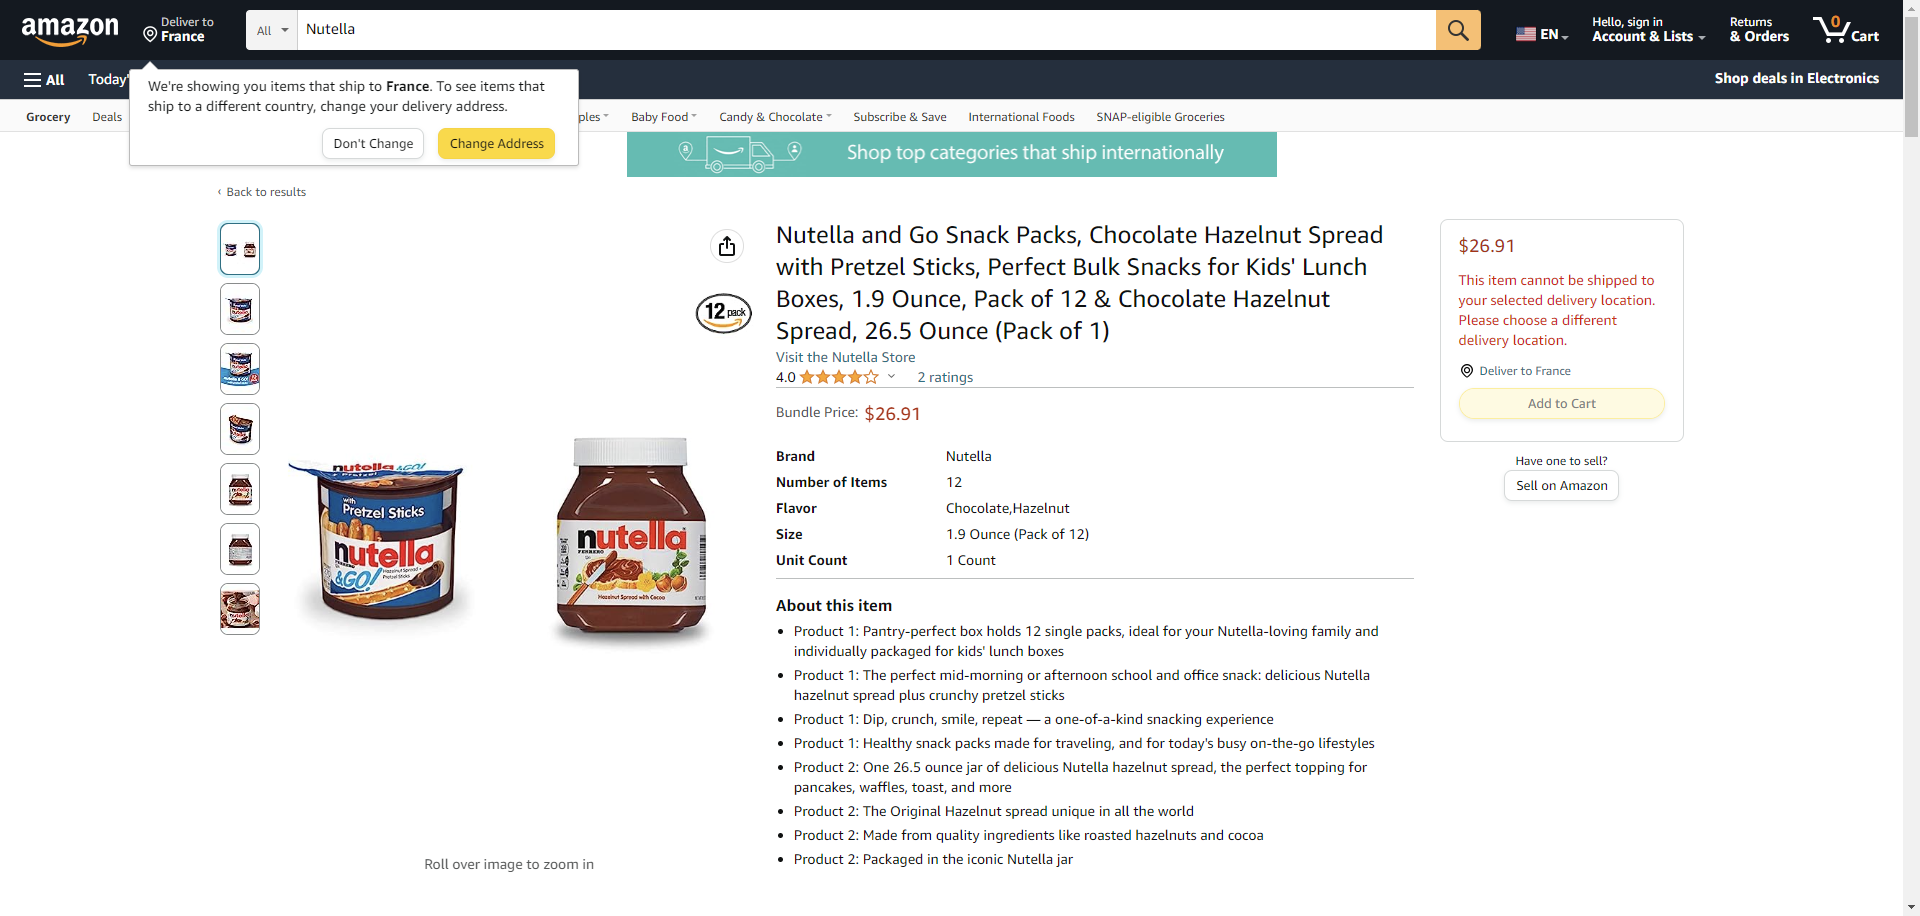 amazon
Deliver to
France
All
Nutella
EN
Hello, sign in
Account & Lists
Returns
& Orders
0
Cart
All
Today'
Shop deals in Electronics
We're showing you items that ship to France. To see items that
ship to a different country, change your delivery address.
Don't Change
Change Address
Grocery
Deals
ples
Baby Food
Candy & Chocolate
Subscribe & Save
International Foods
SNAP-eligible Groceries
Shop top categories that ship internationally
‹ Back to results
12 pack
with
Pretzel Sticks
nutella
&GO!
Hazelnut Spread +
Pretzel Sticks
nutella
FERRERO
Hazelnut Spread with Cocoa
Roll over image to zoom in
Nutella and Go Snack Packs, Chocolate Hazelnut Spread
with Pretzel Sticks, Perfect Bulk Snacks for Kids' Lunch
Boxes, 1.9 Ounce, Pack of 12 & Chocolate Hazelnut
Spread, 26.5 Ounce (Pack of 1)
Visit the Nutella Store
4.0
2 ratings
Bundle Price: $26.91
Brand Nutella
Number of Items 12
Flavor Chocolate,Hazelnut
Size 1.9 Ounce (Pack of 12)
Unit Count 1 Count
About this item
• Product 1: Pantry-perfect box holds 12 single packs, ideal for your Nutella-loving family and
individually packaged for kids' lunch boxes
• Product 1: The perfect mid-morning or afternoon school and office snack: delicious Nutella
hazelnut spread plus crunchy pretzel sticks
• Product 1: Dip, crunch, smile, repeat — a one-of-a-kind snacking experience
• Product 1: Healthy snack packs made for traveling, and for today's busy on-the-go lifestyles
• Product 2: One 26.5 ounce jar of delicious Nutella hazelnut spread, the perfect topping for
pancakes, waffles, toast, and more
• Product 2: The Original Hazelnut spread unique in all the world
• Product 2: Made from quality ingredients like roasted hazelnuts and cocoa
• Product 2: Packaged in the iconic Nutella jar
$26.91
This item cannot be shipped to
your selected delivery location.
Please choose a different
delivery location.
Deliver to France
Add to Cart
Have one to sell?
Sell on Amazon